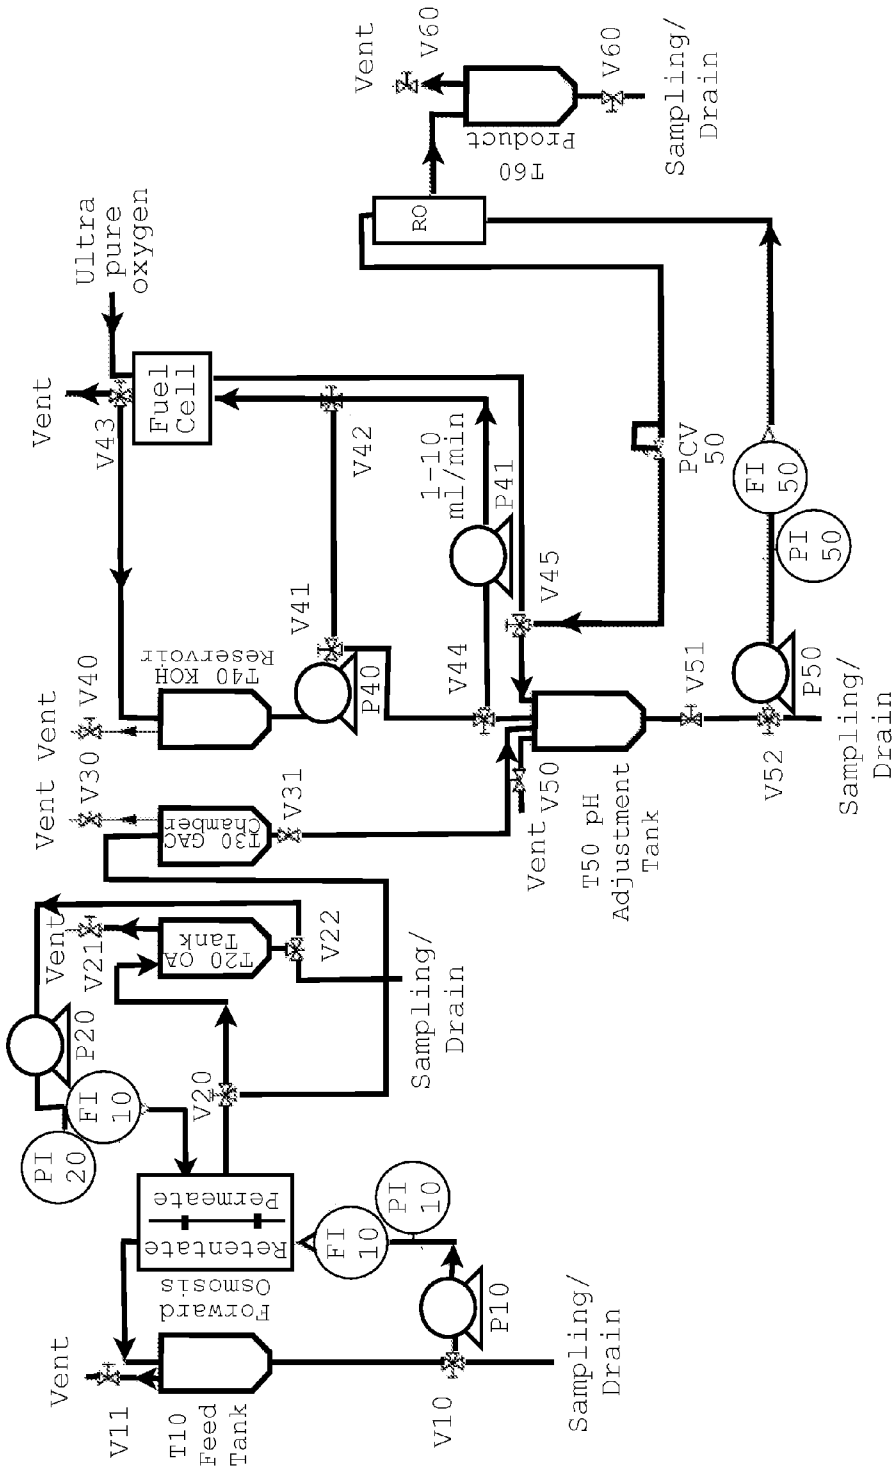 Vent
V11
T10
Feed
Tank
Forward
Osmosis
Retentate
Permeate
V10
Sampling/
Drain
P10
FI
10
PI
10
PI
20
FI
10
P20
V20
Vent
V21
T20 OA
Tank
V22
Sampling/
Drain
Vent
V30
T30 GAC
Chamber
V31
Vent
V40
T40 KOH
Reservoir
P40
V41
V42
V43
Vent
Ultra
pure
oxygen
Fuel
Cell
V44
P41
1-10
ml/min
V45
Vent
V50
T50 pH
Adjustment
Tank
V51
V52
Sampling/
Drain
P50
PI
50
FI
50
PCV
50
RO
Vent
V60
T60
Product
V60
Sampling/
Drain